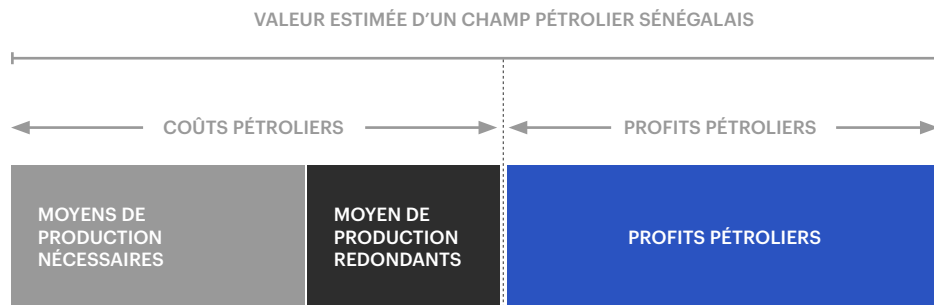 VALEUR ESTIMÉE D'UN CHAMP PÉTROLIER SÉNÉGALAIS
COÛTS PÉTROLIERS
PROFITS PÉTROLIERS
MOYENS DE
PRODUCTION
NÉCESSAIRES
MOYEN DE
PRODUCTION
REDONDANTS
PROFITS PÉTROLIERS